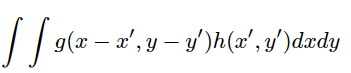 ∫ ∫ g(x − x′, y − y′)h(x′, y′)dxdy